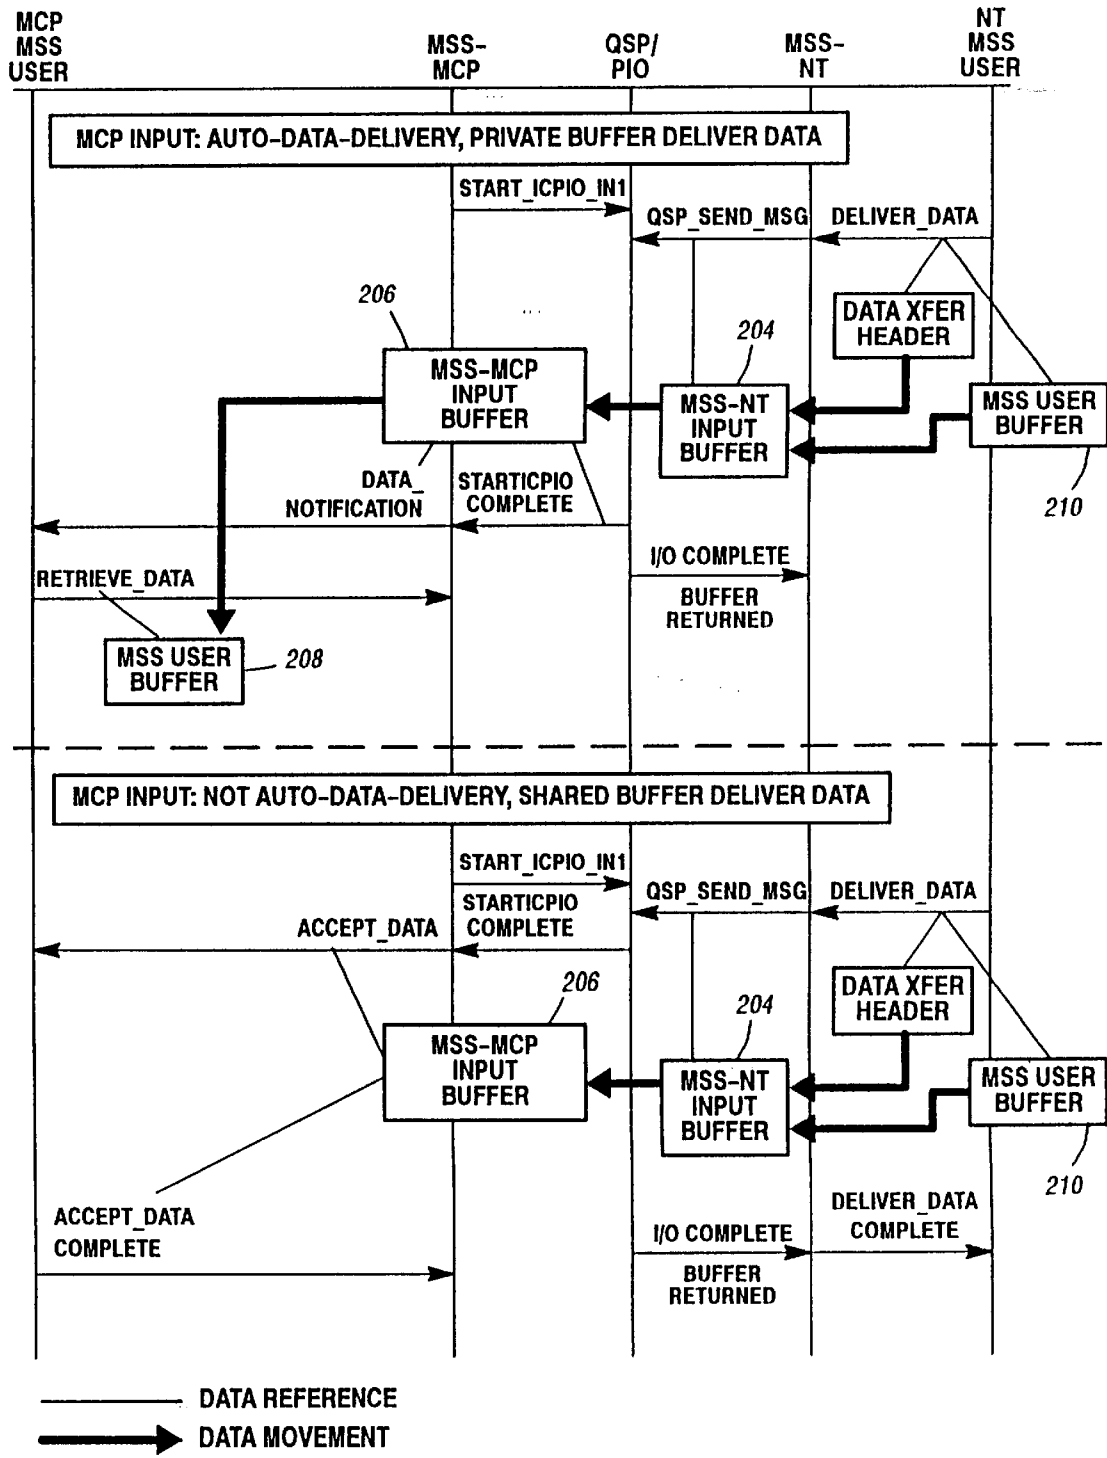 MCP
MSS
USER
MSS-
MCP
QSP/
PIO
MSS-
NT
NT
MSS
USER
MCP INPUT: AUTO-DATA-DELIVERY, PRIVATE BUFFER DELIVER DATA
START_ICPIO_IN1
QSP_SEND_MSG
DELIVER_DATA
206
204
DATA XFER
HEADER
MSS-MCP
INPUT
BUFFER
MSS-NT
INPUT
BUFFER
MSS USER
BUFFER
210
DATA_
NOTIFICATION
STARTICPIO
COMPLETE
I/O COMPLETE
BUFFER
RETURNED
RETRIEVE_DATA
MSS USER
BUFFER
208
MCP INPUT: NOT AUTO-DATA-DELIVERY, SHARED BUFFER DELIVER DATA
START_ICPIO_IN1
QSP_SEND_MSG
DELIVER_DATA
ACCEPT_DATA
STARTICPIO
COMPLETE
206
204
DATA XFER
HEADER
MSS-MCP
INPUT
BUFFER
MSS-NT
INPUT
BUFFER
MSS USER
BUFFER
210
ACCEPT_DATA
COMPLETE
I/O COMPLETE
BUFFER
RETURNED
DELIVER_DATA
COMPLETE
DATA REFERENCE
DATA MOVEMENT